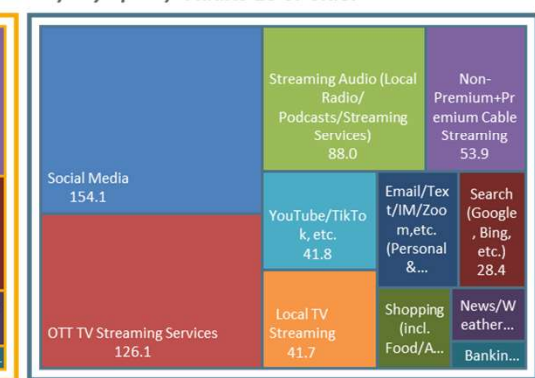 Streaming Audio (Local
Radio/
Podcasts/Streaming
Services)
88.0
Non-
Premium+Pr
emium Cable
Streaming
53.9
Social Media
154.1
YouTube/TikTo
k, etc.
41.8
Email/Tex
t/IM/Zoo
m,etc.
(Personal
&...
Search
(Google
, Bing,
etc.)
28.4
OTT TV Streaming Services
126.1
Local TV
Streaming
41.7
Shopping
(incl.
Food/A...
News/W
eather...
Bankin...